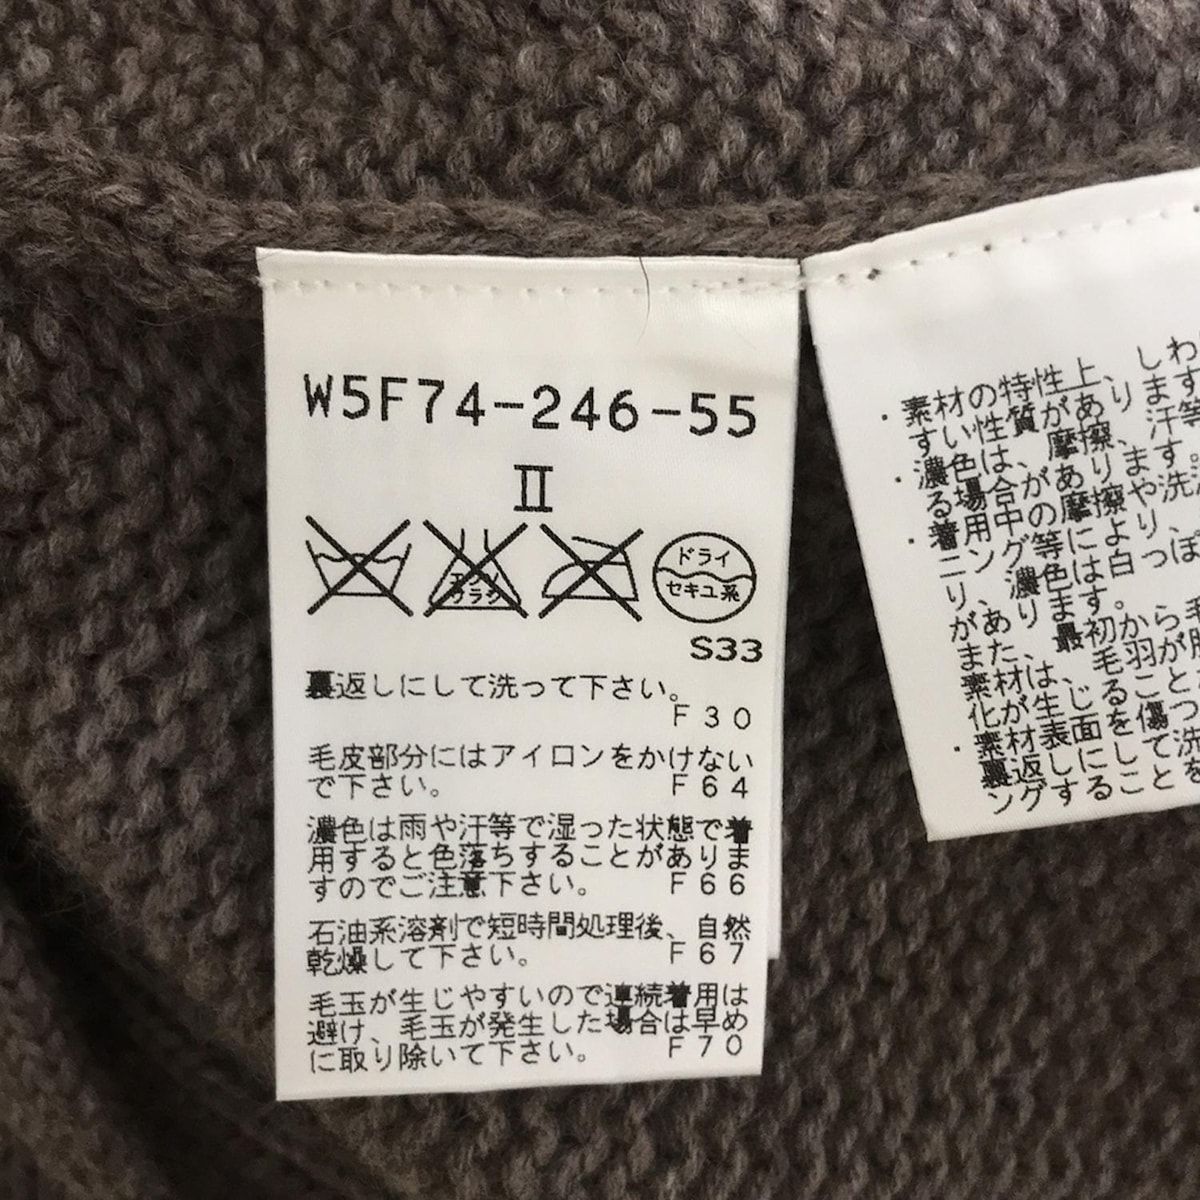 W5F74-246-55
II
エンソ
サラシ
ドライ
セキユ系
S33
裏返しにして洗って下さい。
F30
毛皮部分にはアイロンをかけない
で下さい。 F64
濃色は雨や汗等で湿った状態で着
用すると色落ちすることがありま
すのでご注意下さい。 F66
石油系溶剤で短時間処理後、自然
乾燥して下さい。 F67
毛玉が生じやすいので連続着用は
避け、毛玉が発生した場合は早め
に取り除いて下さい。 F70
・素材の特性上、しわ
すい性質があります
・濃色は、摩擦、汗等
る場合があります。
・着用中の摩擦や洗
ング等により、
り、濃色は白っぽ
があります。
また、最初から毛
素材は、毛羽が
化が生じること
・素材表面を傷つ
裏返しにして洗
ングすることを